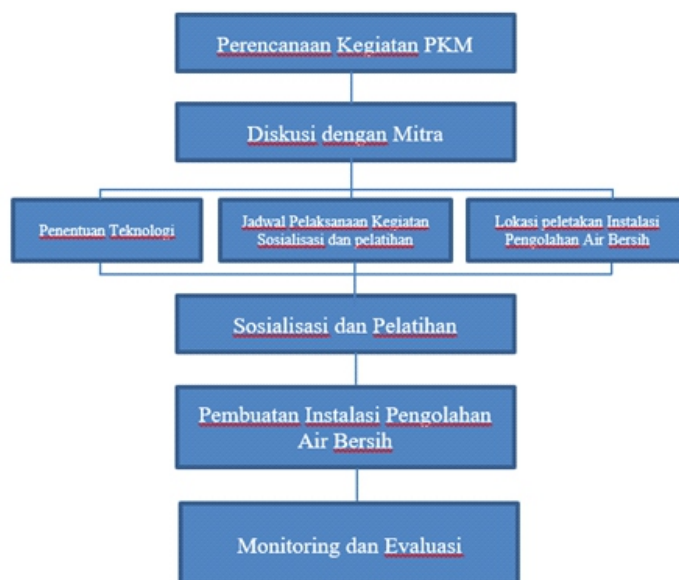 Perencanaan Kegiatan PKM
Diskusi dengan Mitra
Penentuan Teknologi
Jadwal Pelaksanaan Kegiatan
Sosialisasi dan pelatihan
Lokasi peletakan Instalasi
Pengolahan Air Bersih
Sosialisasi dan Pelatihan
Pembuatan Instalasi Pengolahan
Air Bersih
Monitoring dan Evaluasi